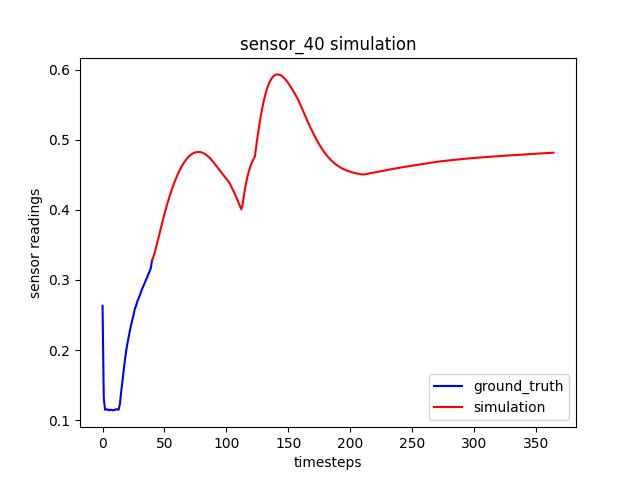 sensor_40 simulation
0.6
0.5
0.4
0.3
0.2
0.1
sensor readings
0 50 100 150 200 250 300 350
timesteps
ground_truth
simulation